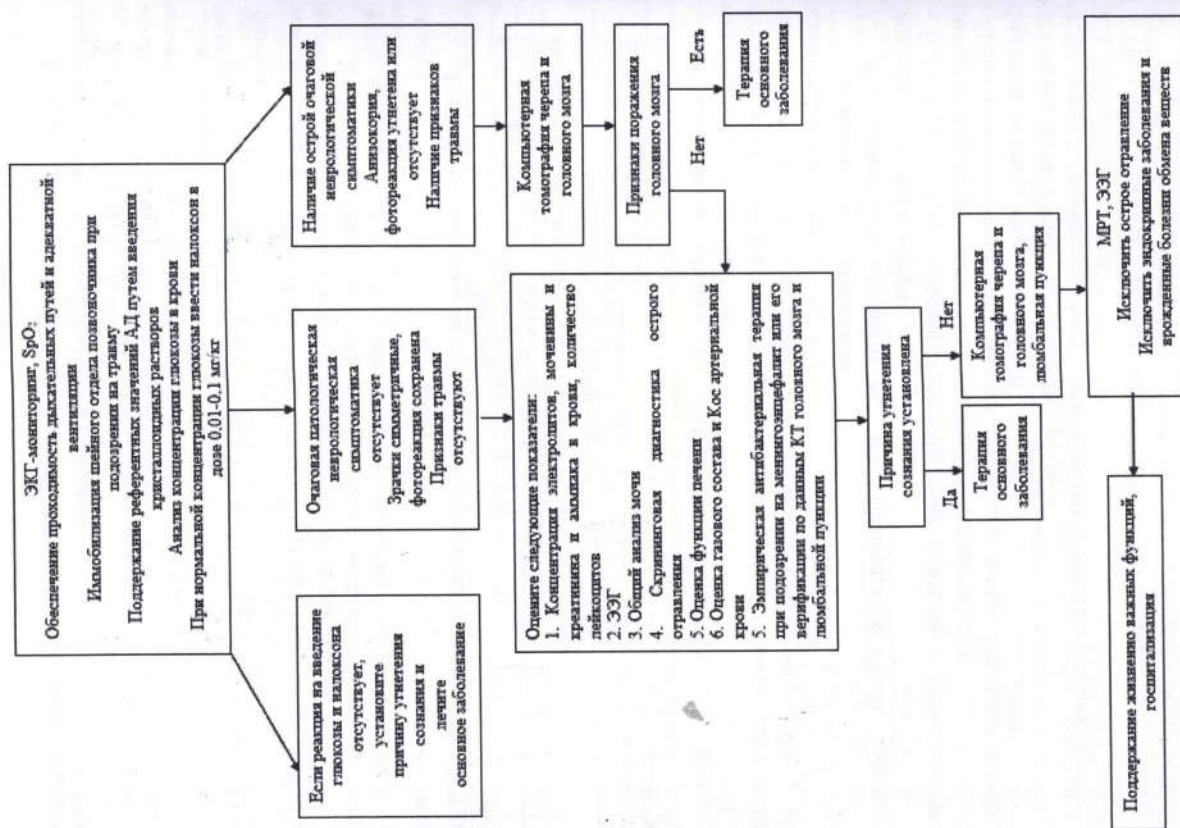 ЭКГ-мониторинг, SpO₂
Обеспечение проходимость дыхательных путей и адекватной
вентиляции
Иммобилизация шейного отдела позвоночника при
подозрении на травму
Поддержание референтных значений АД путем введения
кристаллоидных растворов
Анализ концентрации глюкозы в крови
При нормальной концентрации глюкозы ввести налоксон в
дозе 0,01-0,1 мг/кг
Если реакция на введение
глюкозы и налоксона
отсутствует,
установите
причину угнетения
сознания и
лечите
основное заболевание
Очаговая патологическая
неврологическая
симптоматика
отсутствует
Зрачки симметричные,
фотореакция сохранена
Признаки травмы
отсутствуют
Наличие острой очаговой
неврологической
симптоматики
Анизокория,
фотореакция угнетена или
отсутствует
Наличие признаков
травмы
Оцените следующие показатели:
1. Концентрация электролитов, мочевины и
креатинина и аммиака в крови, количество
лейкоцитов
2. ЭЭГ
3. Общий анализ мочи
4. Скрининговая диагностика острого
отравления
5. Оценка функции печени
6. Оценка газового состава и Кос артериальной
крови
5. Эмпирическая антибактериальная терапия
при подозрении на менингоэнцефалит или его
верификации по данным КТ головного мозга и
люмбальной пункции
Компьютерная
томография черепа и
головного мозга
Признаки поражения
головного мозга
Нет
Есть
Терапия
основного
заболевания
Причина угнетения
сознания установлена
Да
Нет
Терапия
основного
заболевания
Компьютерная
томография черепа и
головного мозга,
люмбальная пункция
МРТ, ЭЭГ
Исключить острое отравление
Исключить эндокринные заболевания и
врожденные болезни обмена веществ
Поддержание жизненно важных функций,
госпитализация